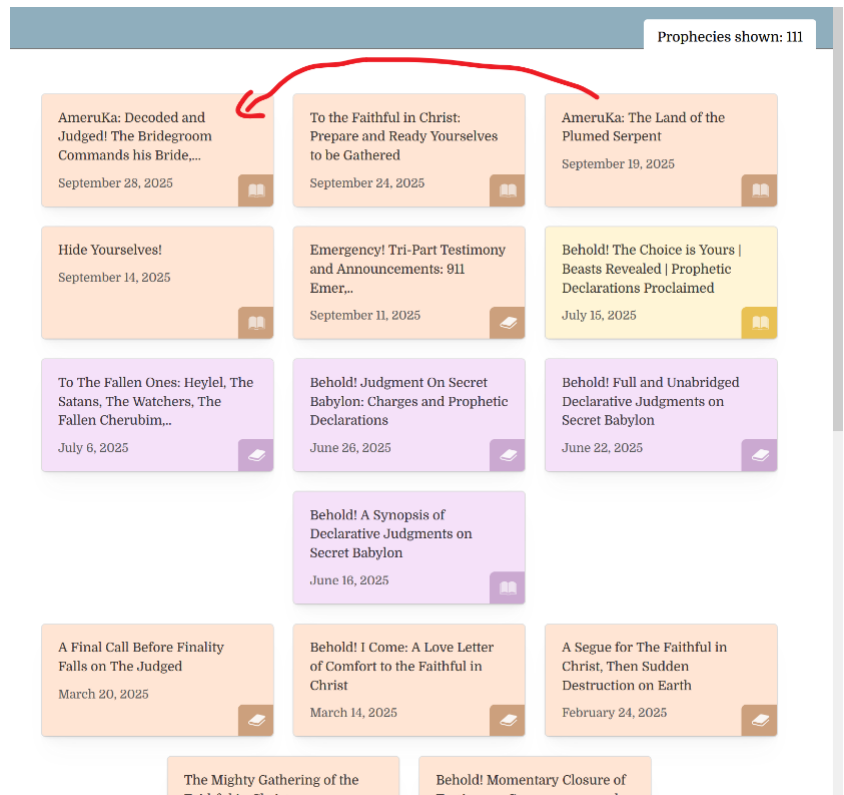 Prophecies shown: 111
AmeruKa: Decoded and
Judged! The Bridegroom
Commands his Bride,...
September 28, 2025
To the Faithful in Christ:
Prepare and Ready Yourselves
to be Gathered
September 24, 2025
AmeruKa: The Land of the
Plumed Serpent
September 19, 2025
Hide Yourselves!
September 14, 2025
Emergency! Tri-Part Testimony
and Announcements: 911
Emer,..
September 11, 2025
Behold! The Choice is Yours |
Beasts Revealed | Prophetic
Declarations Proclaimed
July 15, 2025
To The Fallen Ones: Heylel, The
Satans, The Watchers, The
Fallen Cherubim,..
July 6, 2025
Behold! Judgment On Secret
Babylon: Charges and Prophetic
Declarations
June 26, 2025
Behold! Full and Unabridged
Declarative Judgments on
Secret Babylon
June 22, 2025
Behold! A Synopsis of
Declarative Judgments on
Secret Babylon
June 16, 2025
A Final Call Before Finality
Falls on The Judged
March 20, 2025
Behold! I Come: A Love Letter
of Comfort to the Faithful in
Christ
March 14, 2025
A Segue for The Faithful in
Christ, Then Sudden
Destruction on Earth
February 24, 2025
The Mighty Gathering of the
Behold! Momentary Closure of